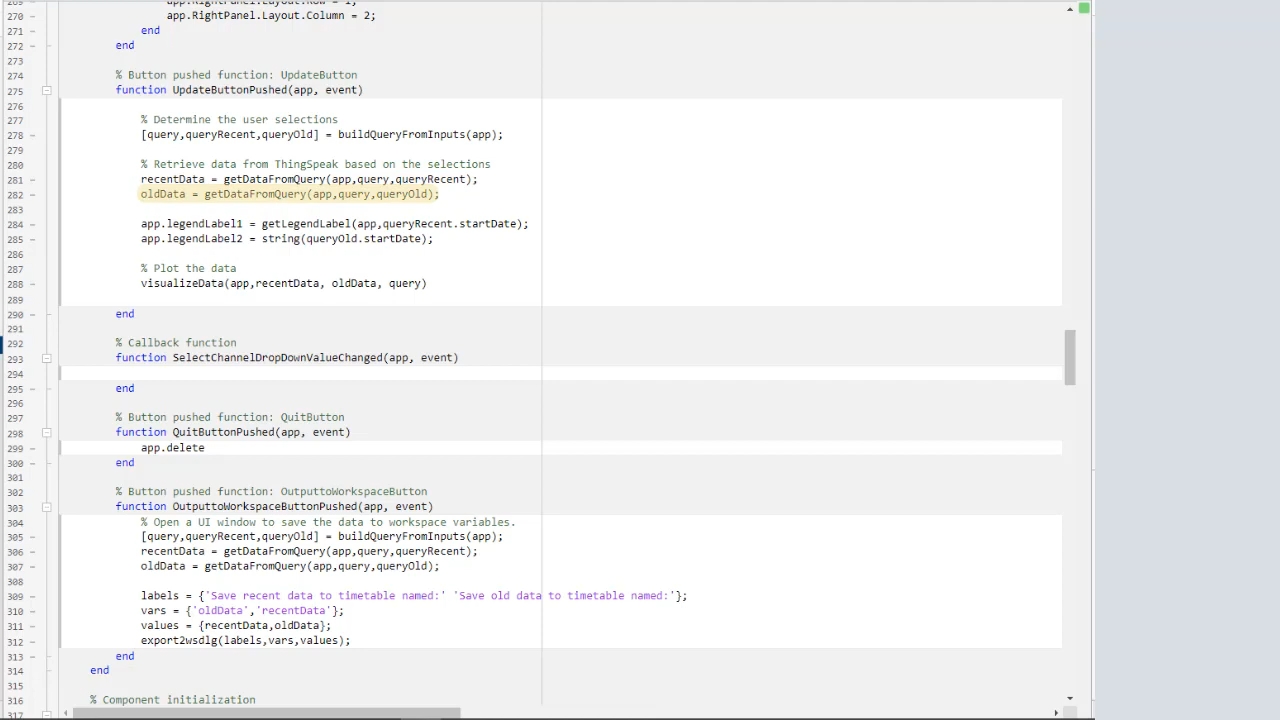 269
270 app.RightPanel.Layout.Column = 2;
271 end
272 end
273
274 % Button pushed function: UpdateButton
275 function UpdateButtonPushed(app, event)
276
277 % Determine the user selections
278 [query,queryRecent,queryOld] = buildQueryFromInputs(app);
279
280 % Retrieve data from ThingSpeak based on the selections
281 recentData = getDataFromQuery(app,query,queryRecent);
282 oldData = getDataFromQuery(app,query,queryOld);
283
284 app.legendLabel1 = getLegendLabel(app,queryRecent.startDate);
285 app.legendLabel2 = string(queryOld.startDate);
286
287 % Plot the data
288 visualizeData(app,recentData, oldData, query)
289
290 end
291
292 % Callback function
293 function SelectChannelDropDownValueChanged(app, event)
294
295 end
296
297 % Button pushed function: QuitButton
298 function QuitButtonPushed(app, event)
299 app.delete
300 end
301
302 % Button pushed function: OutputtoWorkspaceButton
303 function OutputtoWorkspaceButtonPushed(app, event)
304 % Open a UI window to save the data to workspace variables.
305 [query,queryRecent,queryOld] = buildQueryFromInputs(app);
306 recentData = getDataFromQuery(app,query,queryRecent);
307 oldData = getDataFromQuery(app,query,queryOld);
308
309 labels = {'Save recent data to timetable named:' 'Save old data to timetable named:'};
310 vars = {'oldData','recentData'};
311 values = {recentData,oldData};
312 export2wsdlg(labels,vars,values);
313 end
314 end
315
316 % Component initialization
317